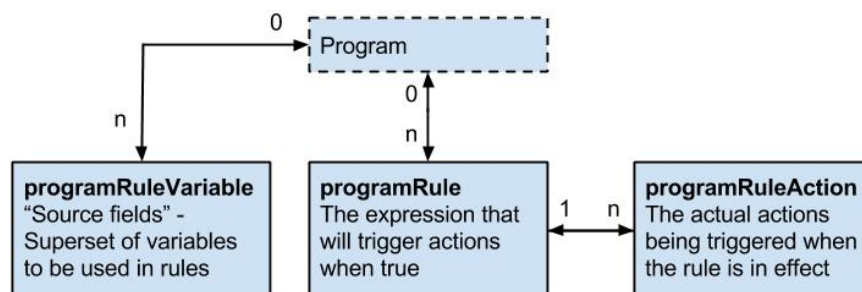 0
Program
0
n
n
programRuleVariable
“Source fields” -
Superset of variables
to be used in rules
programRule
The expression that
will trigger actions
when true
1
n
programRuleAction
The actual actions
being triggered when
the rule is in effect